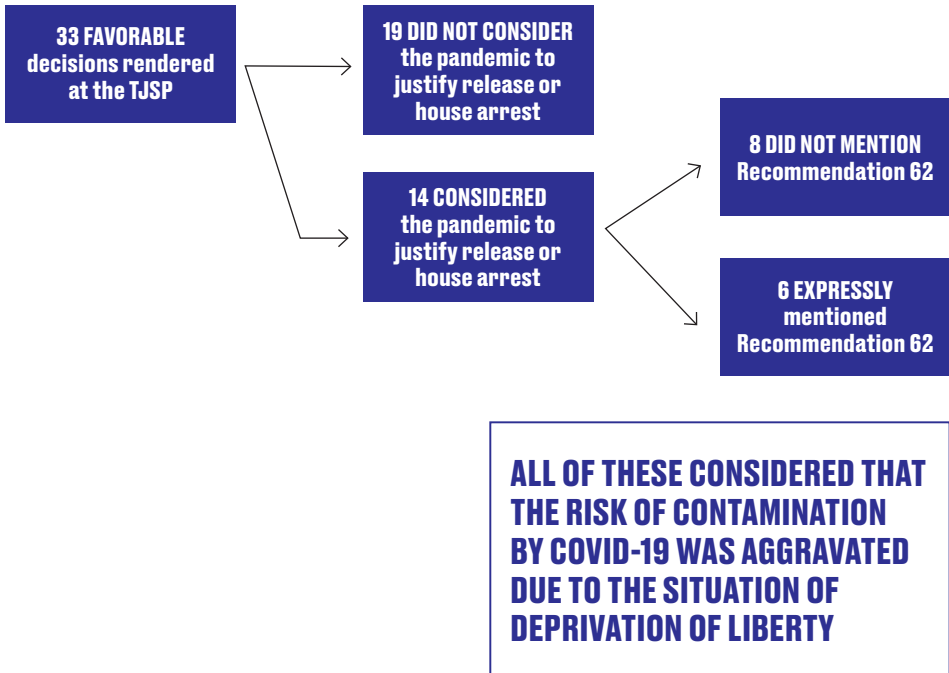 33 FAVORABLE
decisions rendered
at the TJSP
19 DID NOT CONSIDER
the pandemic to
justify release or
house arrest
14 CONSIDERED
the pandemic to
justify release or
house arrest
8 DID NOT MENTION
Recommendation 62
6 EXPRESSLY
mentioned
Recommendation 62
ALL OF THESE CONSIDERED THAT
THE RISK OF CONTAMINATION
BY COVID-19 WAS AGGRAVATED
DUE TO THE SITUATION OF
DEPRIVATION OF LIBERTY